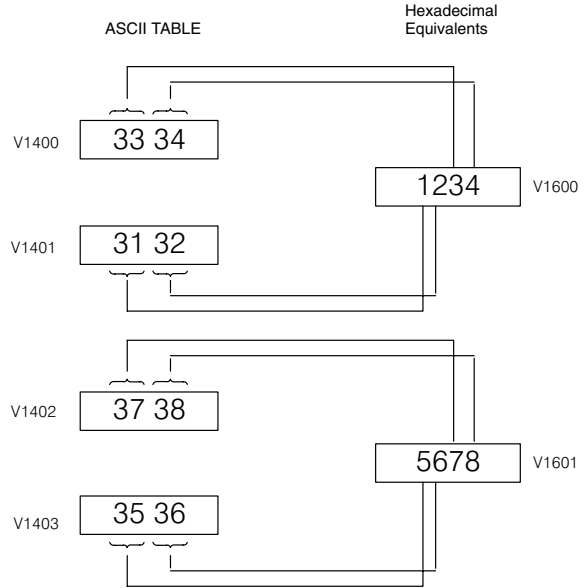 ASCII TABLE
Hexadecimal
Equivalents
V1400
33 34
1234
V1600
V1401
31 32
V1402
37 38
5678
V1601
V1403
35 36